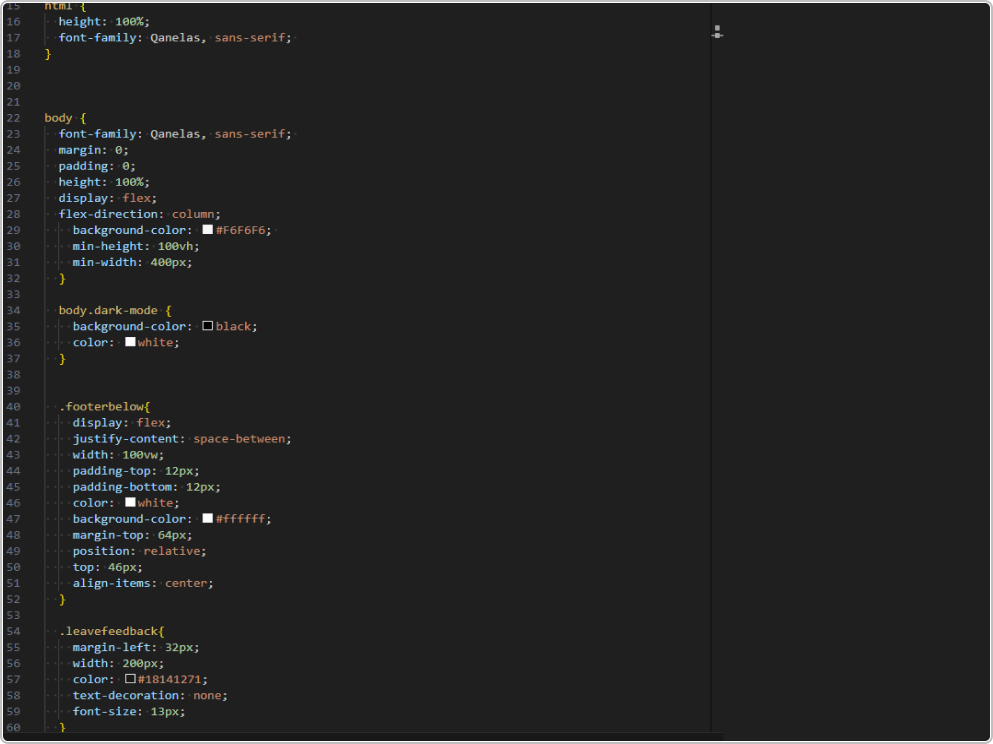 15 html {
16 height: 100%;
17 font-family: Qanelas, sans-serif;
18 }
19
20
21
22 body {
23 font-family: Qanelas, sans-serif;
24 margin: 0;
25 padding: 0;
26 height: 100%;
27 display: flex;
28 flex-direction: column;
29 background-color: #F6F6F6;
30 min-height: 100vh;
31 min-width: 400px;
32 }
33
34 body.dark-mode {
35 background-color: black;
36 color: white;
37 }
38
39
40 .footerbelow{
41 display: flex;
42 justify-content: space-between;
43 width: 100vw;
44 padding-top: 12px;
45 padding-bottom: 12px;
46 color: white;
47 background-color: #ffffff;
48 margin-top: 64px;
49 position: relative;
50 top: 46px;
51 align-items: center;
52 }
53
54 .leavefeedback{
55 margin-left: 32px;
56 width: 200px;
57 color: #18141271;
58 text-decoration: none;
59 font-size: 13px;
60 }